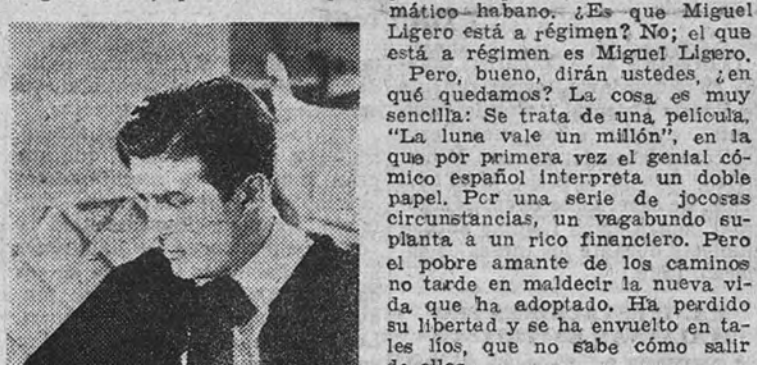 mático habano. ¿Es que Miguel
Ligero está a régimen? No; el que
está a régimen es Miguel Ligero.
Pero, bueno, dirán ustedes, ¿en
qué quedamos? La cosa es muy
sencilla: Se trata de una película,
"La luna vale un millón", en la
que por primera vez el genial có-
mico español interpreta un doble
papel. Por una serie de jocosas
circunstancias, un vagabundo su-
planta a un rico financiero. Pero
el pobre amante de los caminos
no tarde en maldecir la nueva vi-
da que ha adoptado. Ha perdido
su libertad y se ha envuelto en ta-
les líos, que no sabe cómo salir